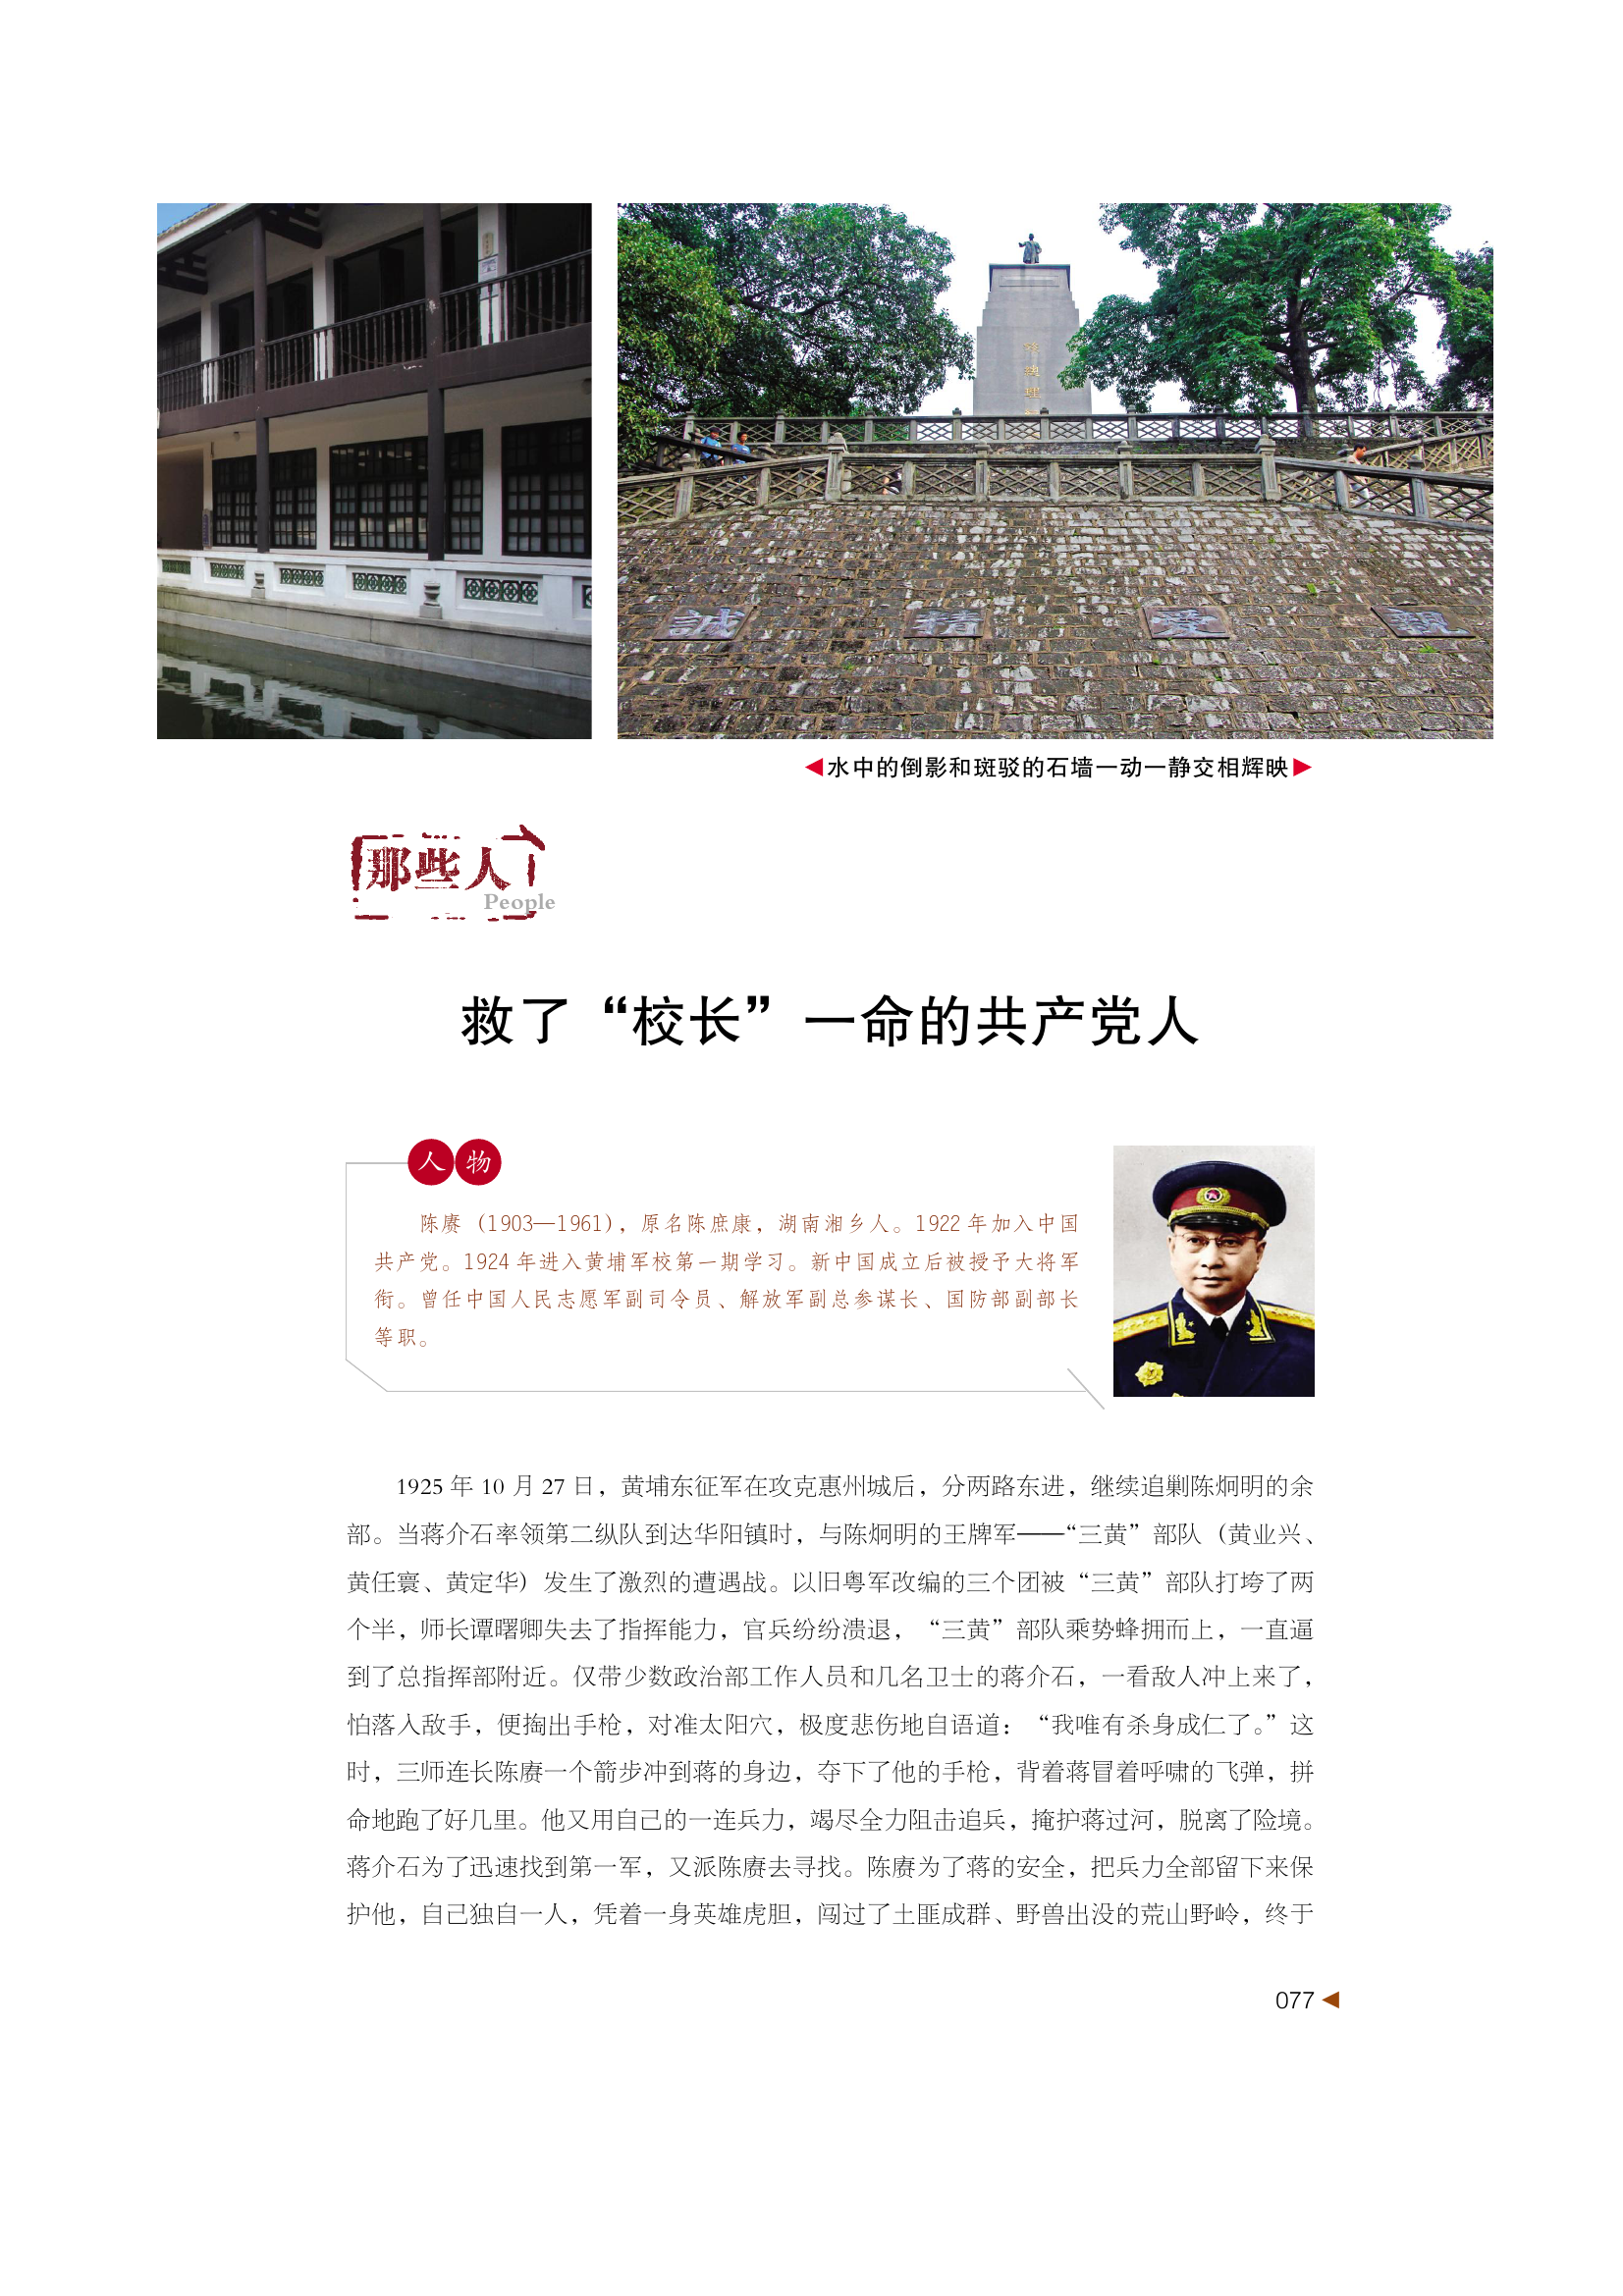 誠 精 愛 親
◀水中的倒影和斑驳的石墙一动一静交相辉映▶
那些人
People
救了“校长”一命的共产党人
人物
陈赓（1903—1961），原名陈庶康，湖南湘乡人。1922 年加入中国
共产党。1924 年进入黄埔军校第一期学习。新中国成立后被授予大将军
衔。曾任中国人民志愿军副司令员、解放军副总参谋长、国防部副部长
等职。
1925 年 10 月 27 日，黄埔东征军在攻克惠州城后，分两路东进，继续追剿陈炯明的余
部。当蒋介石率领第二纵队到达华阳镇时，与陈炯明的王牌军——“三黄”部队（黄业兴、
黄任寰、黄定华）发生了激烈的遭遇战。以旧粤军改编的三个团被“三黄”部队打垮了两
个半，师长谭曙卿失去了指挥能力，官兵纷纷溃退，“三黄”部队乘势蜂拥而上，一直逼
到了总指挥部附近。仅带少数政治部工作人员和几名卫士的蒋介石，一看敌人冲上来了，
怕落入敌手，便掏出手枪，对准太阳穴，极度悲伤地自语道：“我唯有杀身成仁了。”这
时，三师连长陈赓一个箭步冲到蒋的身边，夺下了他的手枪，背着蒋冒着呼啸的飞弹，拼
命地跑了好几里。他又用自己的一连兵力，竭尽全力阻击追兵，掩护蒋过河，脱离了险境。
蒋介石为了迅速找到第一军，又派陈赓去寻找。陈赓为了蒋的安全，把兵力全部留下来保
护他，自己独自一人，凭着一身英雄虎胆，闯过了土匪成群、野兽出没的荒山野岭，终于
077◀